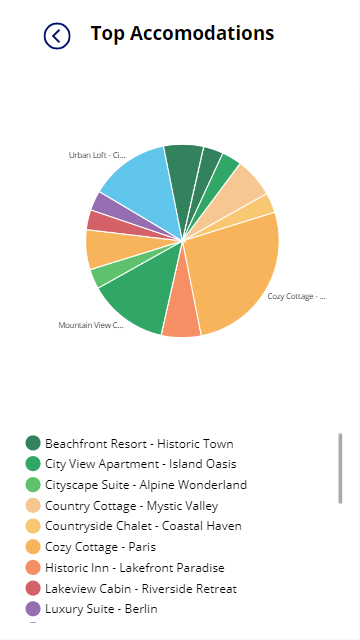 Top Accomodations
Urban Loft - Ci...
Cozy Cottage - ...
Mountain View C...
Beachfront Resort - Historic Town
City View Apartment - Island Oasis
Cityscape Suite - Alpine Wonderland
Country Cottage - Mystic Valley
Countryside Chalet - Coastal Haven
Cozy Cottage - Paris
Historic Inn - Lakefront Paradise
Lakeview Cabin - Riverside Retreat
Luxury Suite - Berlin